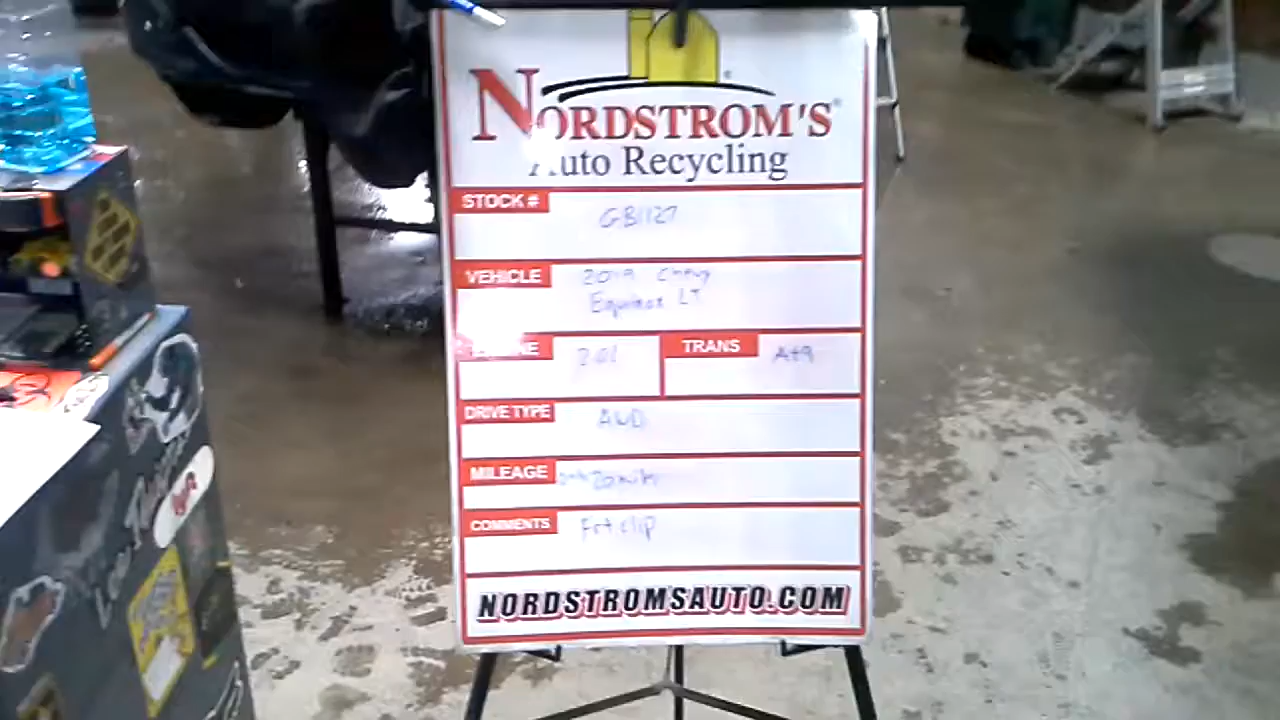 NORDSTROM'S®
Auto Recycling
STOCK # GB1127
VEHICLE 2019 Chevy
Equinox LT
2.0L TRANS At9
DRIVE TYPE AWD
MILEAGE
COMMENTS Frt clip
NORDSTROMSAUTO.COM